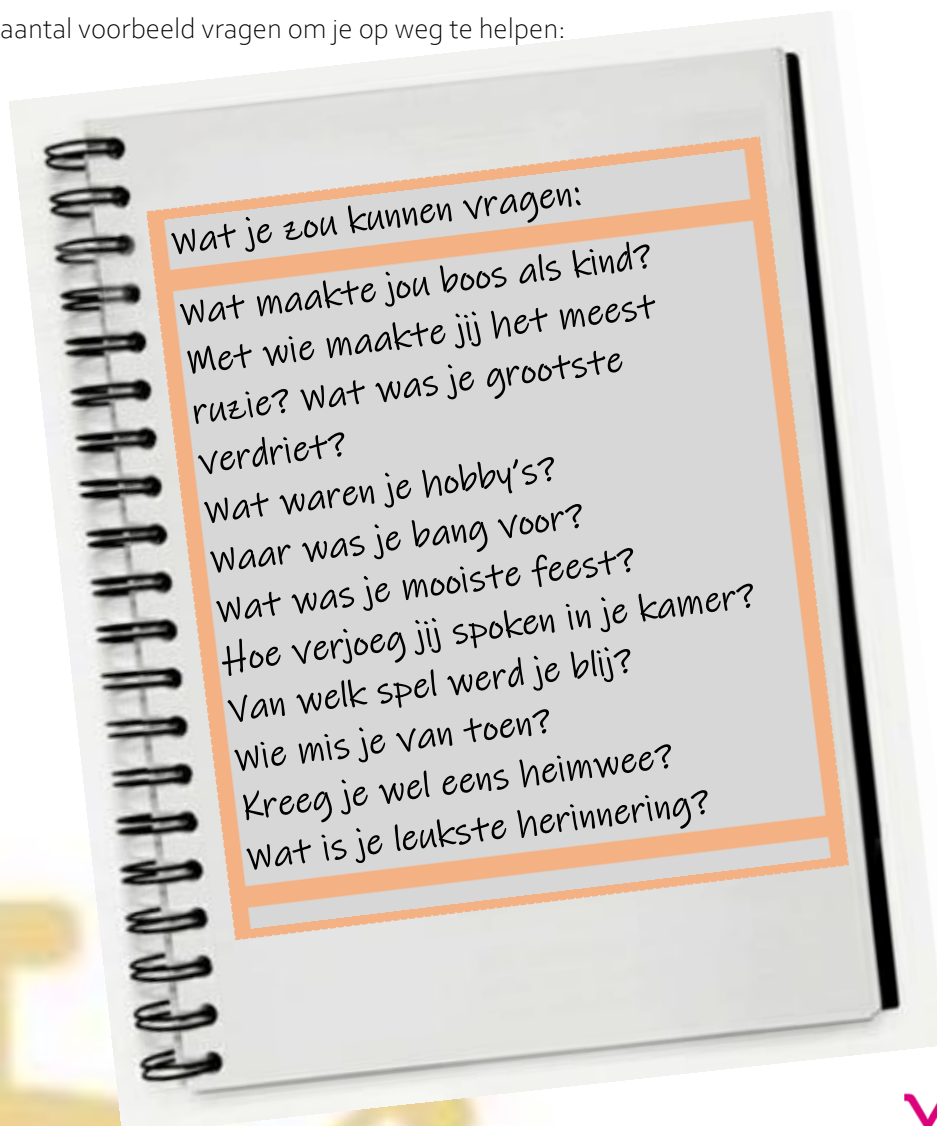 aantal voorbeeld vragen om je op weg te helpen:
Wat je zou kunnen vragen:
Wat maakte jou boos als kind?
Met wie maakte jij het meest
ruzie? Wat was je grootste
verdriet?
Wat waren je hobby's?
Waar was je bang voor?
Wat was je mooiste feest?
Hoe verjoeg jij spoken in je kamer?
Van welk spel werd je blij?
Wie mis je van toen?
Kreeg je wel eens heimwee?
Wat is je leukste herinnering?